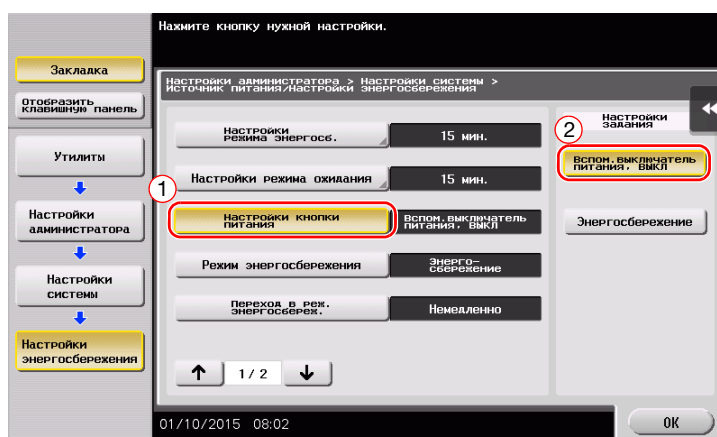 Нажмите кнопку нужной настройки.
Закладка
Отобразить
клавишную панель
Утилиты
Настройки
администратора
Настройки
системы
Настройки
энергосбережения
Настройки администратора > Настройки системы >
Источник питания/Настройки энергосбережения
Настройки
режима энергосб.
15 мин.
Настройки режима ожидания
15 мин.
1
Настройки кнопки
питания
Вспом.выключатель
питания, ВЫКЛ
Режим энергосбережения
Энерго-
сбережение
Переход в реж.
энергосбереж.
Немедленно
1/ 2
Настройки
задания
2
Вспом.выключатель
питания, ВЫКЛ
Энергосбережение
01/10/2015 08:02
OK